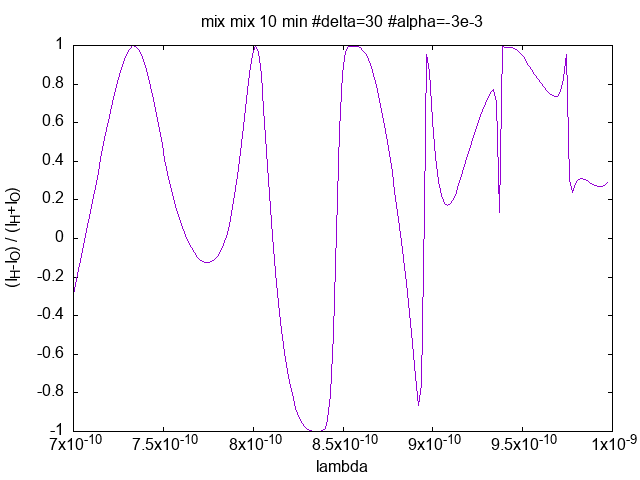 mix mix 10 min #delta=30 #alpha=-3e-3
1
0.8
0.6
0.4
0.2
0
-0.2
-0.4
-0.6
-0.8
-1
(I_H-I_O) / (I_H+I_O)
7x10^-10 7.5x10^-10 8x10^-10 8.5x10^-10 9x10^-10 9.5x10^-10 1x10^-9
lambda